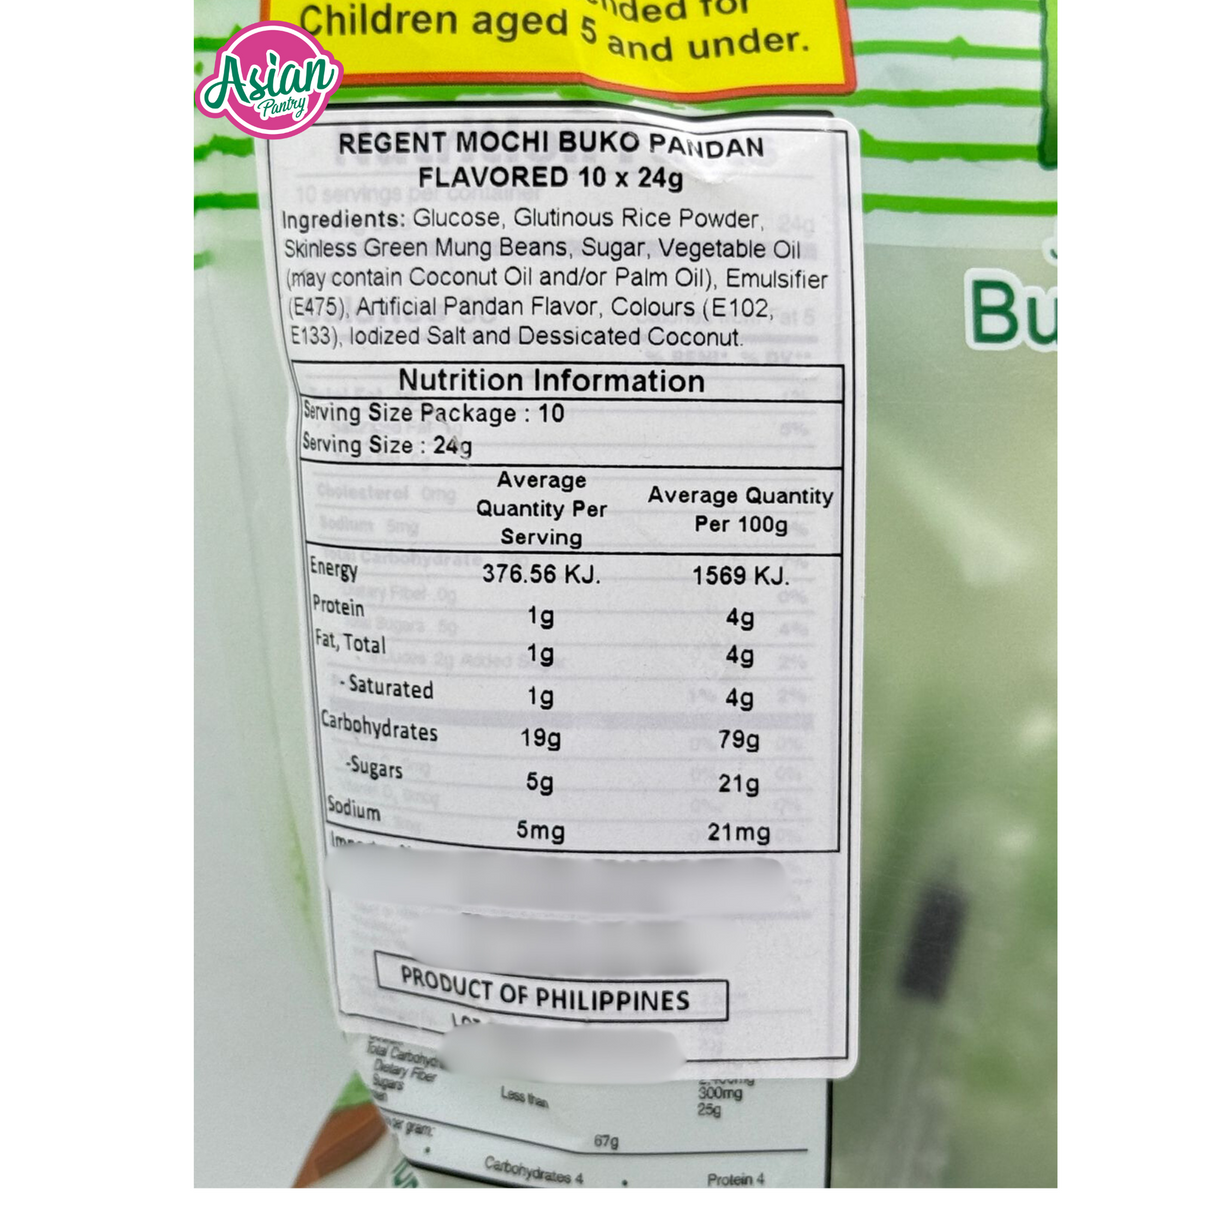 Children aged 5 and under.
Asian
Pantry
REGENT MOCHI BUKO PANDAN
FLAVORED 10 x 24g
Ingredients: Glucose, Glutinous Rice Powder,
Skinless Green Mung Beans, Sugar, Vegetable Oil
(may contain Coconut Oil and/or Palm Oil), Emulsifier
(E475), Artificial Pandan Flavor, Colours (E102,
E133), Iodized Salt and Dessicated Coconut.
Bu
Nutrition Information
Serving Size Package : 10
Serving Size : 24g
Average Quantity Per Serving Average Quantity Per 100g
Energy 376.56 KJ. 1569 KJ.
Protein 1g 4g
Fat, Total 1g 4g
- Saturated 1g 4g
Carbohydrates 19g 79g
-Sugars 5g 21g
Sodium 5mg 21mg
PRODUCT OF PHILIPPINES
Dietary Fiber 300mg
Sugars Less than 25g
67g
per gram:
Carbohydrates 4 • Protein 4